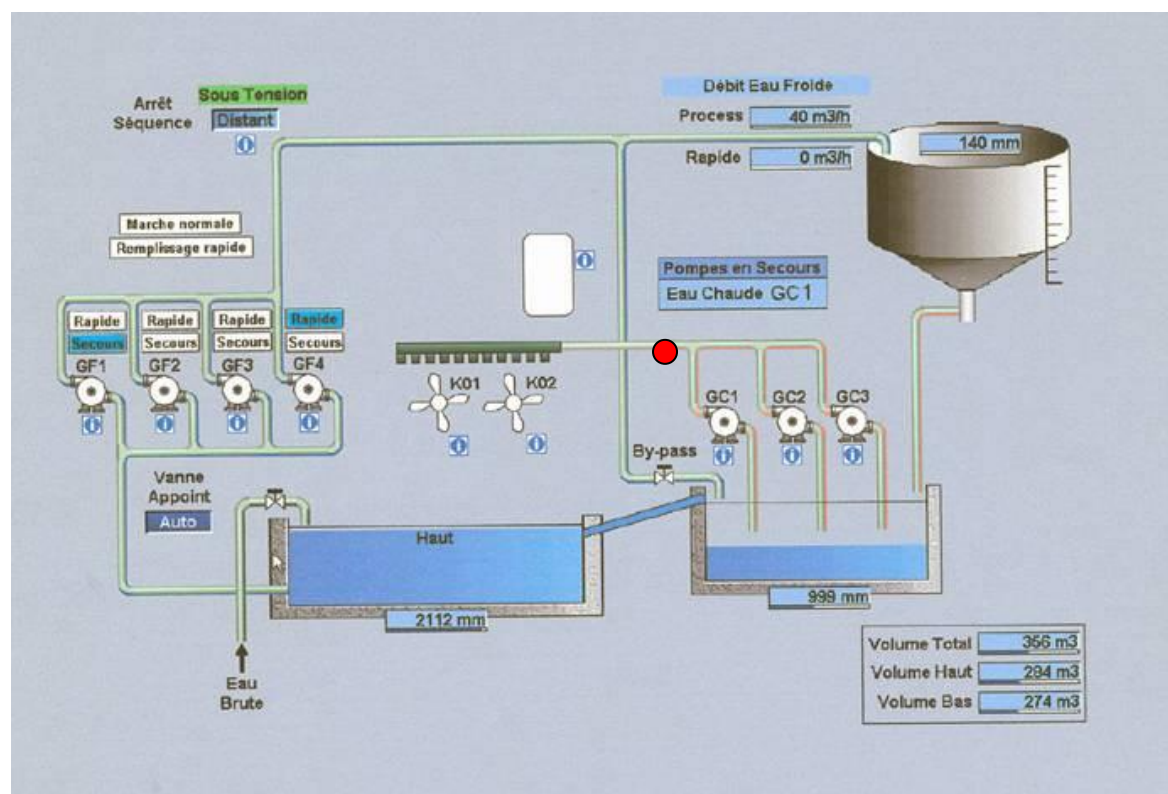 Sous Tension
Arrêt
Séquence
Distant
Débit Eau Froide
Process
40 m3/h
Rapide
0 m3/h
140 mm
Marche normale
Remplissage rapide
Pompes en Secours
Eau Chaude GC 1
Rapide
Rapide
Rapide
Rapide
Secours
Secours
Secours
Secours
GF1
GF2
GF3
GF4
K01
K02
GC1
GC2
GC3
By-pass
Vanne
Appoint
Auto
Haut
2112 mm
999 mm
Eau
Brute
Volume Total
356 m3
Volume Haut
294 m3
Volume Bas
274 m3